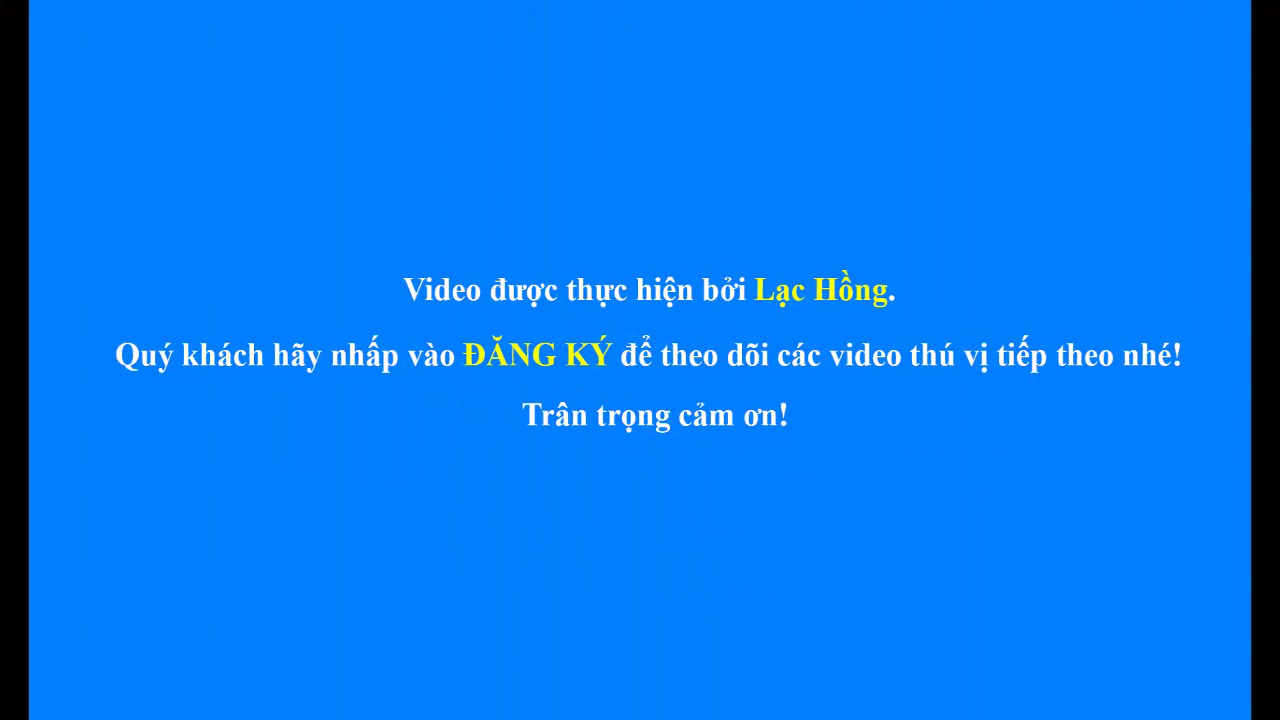 Video được thực hiện bởi Lạc Hồng.
Quý khách hãy nhấp vào ĐĂNG KÝ để theo dõi các video thú vị tiếp theo nhé!
Trân trọng cảm ơn!